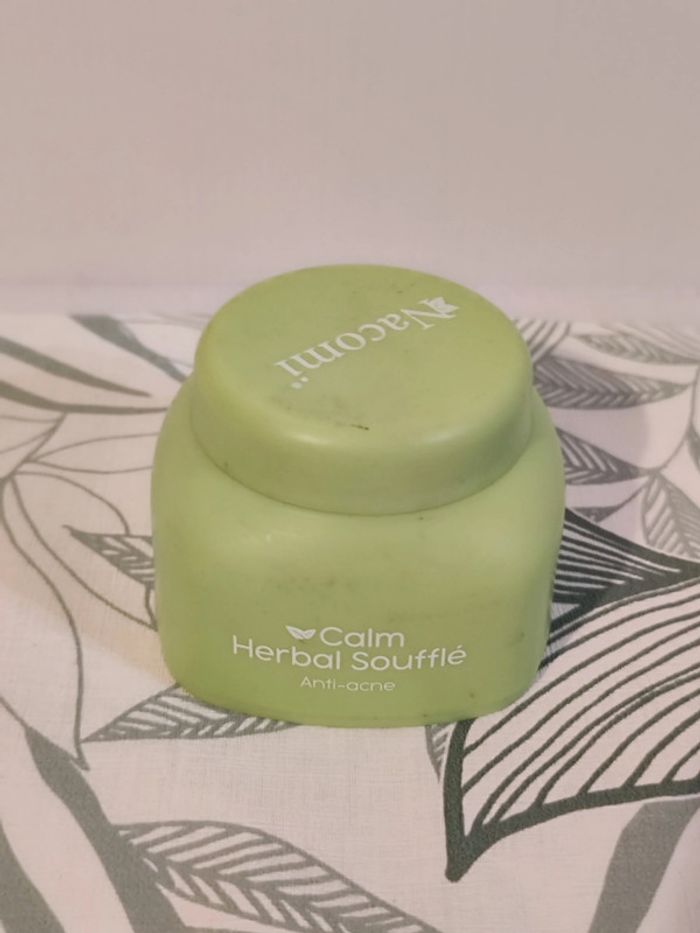 Nacomi
Calm
Herbal Soufflé
Anti-acne